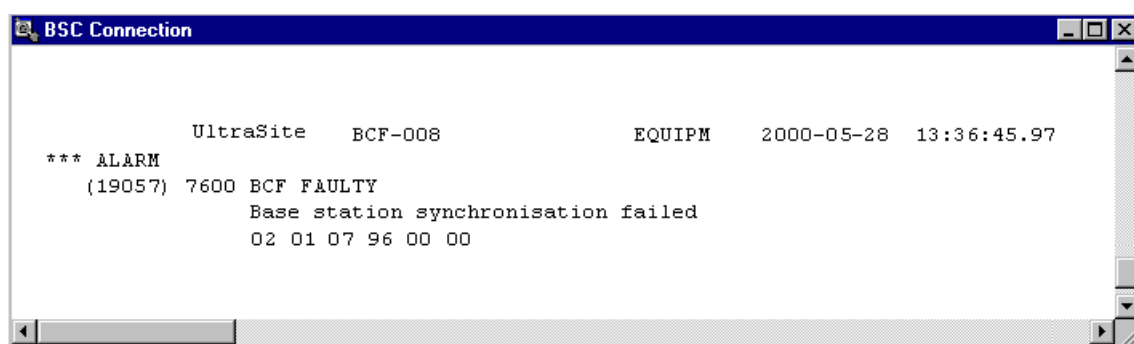 BSC Connection
UltraSite BCF-008 EQUIPM 2000-05-28 13:36:45.97
*** ALARM
(19057) 7600 BCF FAULTY
Base station synchronisation failed
02 01 07 96 00 00